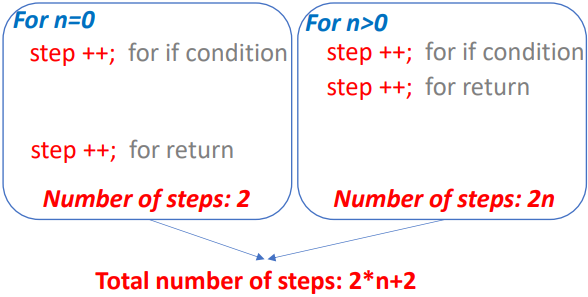 For n=0
step ++; for if condition
step ++; for return
Number of steps: 2
For n>0
step ++; for if condition
step ++; for return
Number of steps: 2n
Total number of steps: 2*n+2